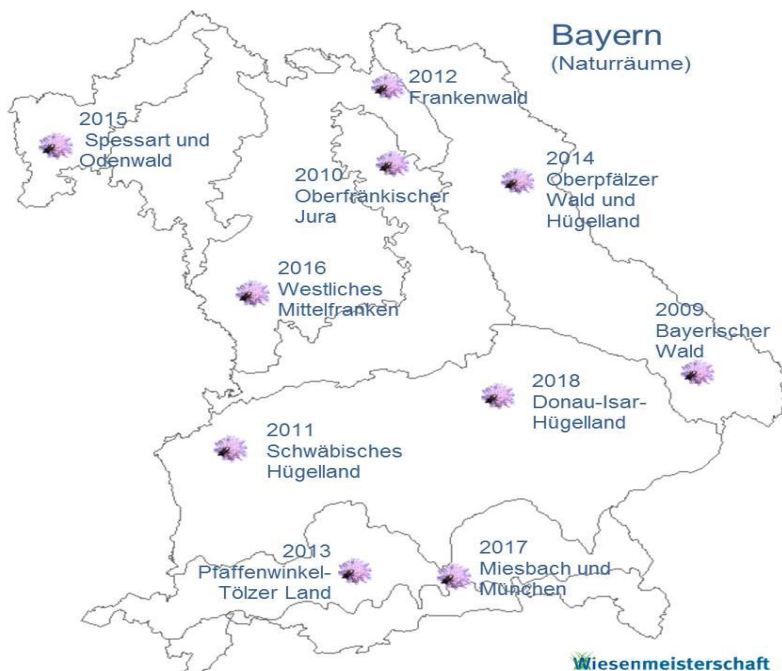 Bayern
(Naturräume)
2012
Frankenwald
2015
Spessart und
Odenwald
2010
Oberfränkischer
Jura
2014
Oberpfälzer
Wald und
Hügelland
2016
Westliches
Mittelfranken
2009
Bayerischer
Wald
2018
Donau-Isar-
Hügelland
2011
Schwäbisches
Hügelland
2013
Pfaffenwinkel-
Tölzer Land
2017
Miesbach und
München
Wiesenmeisterschaft